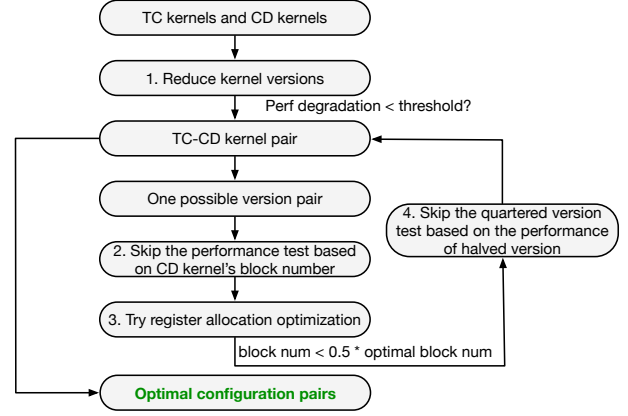 TC kernels and CD kernels
1. Reduce kernel versions
Perf degradation < threshold?
TC-CD kernel pair
One possible version pair
2. Skip the performance test based
on CD kernel's block number
3. Try register allocation optimization
4. Skip the quartered version
test based on the performance
of halved version
block num < 0.5 * optimal block num
Optimal configuration pairs